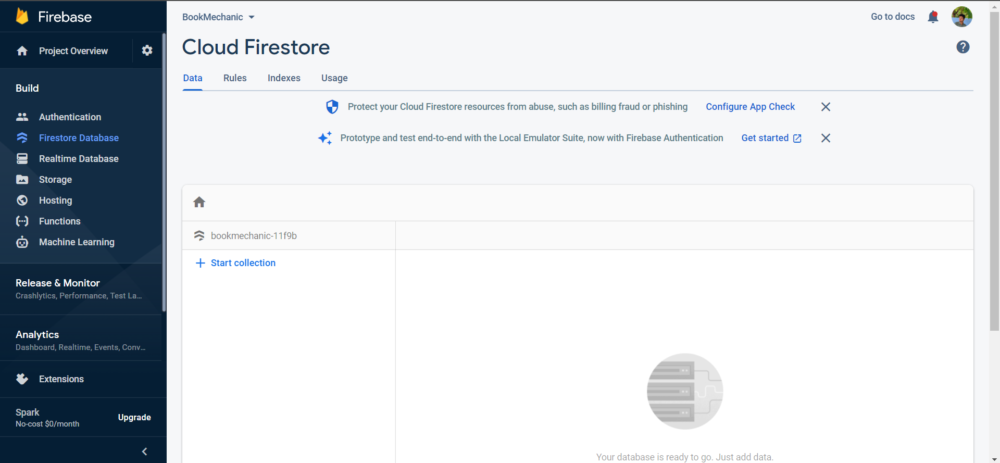 Firebase
Project Overview
Build
Authentication
Firestore Database
Realtime Database
Storage
Hosting
Functions
Machine Learning
Release & Monitor
Crashlytics, Performance, Test La...
Analytics
Dashboard, Realtime, Events, Conv...
Extensions
Spark
No-cost $0/month
Upgrade
BookMechanic
Go to docs
Cloud Firestore
Data Rules Indexes Usage
Protect your Cloud Firestore resources from abuse, such as billing fraud or phishing Configure App Check
Prototype and test end-to-end with the Local Emulator Suite, now with Firebase Authentication Get started
bookmechanic-11f9b
Start collection
Your database is ready to go. Just add data.